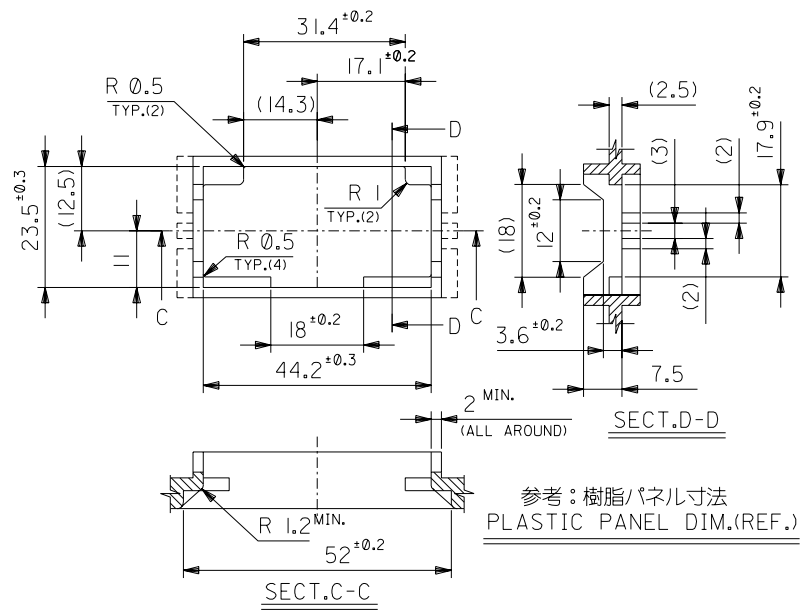 31.4±0.2
17.1±0.2
R 0.5
TYP.(2)
(14.3)
D
(2.5)
17.9±0.2
(3)
(2)
23.5±0.3
(12.5)
11
R 1
TYP.(2)
R 0.5
TYP.(4)
(18)
12±0.2
(2)
C
C
18±0.2
D
3.6±0.2
44.2±0.3
7.5
2 MIN.
(ALL AROUND)
SECT.D-D
R 1.2 MIN.
52±0.2
SECT.C-C
参考：樹脂パネル寸法
PLASTIC PANEL DIM.(REF.)